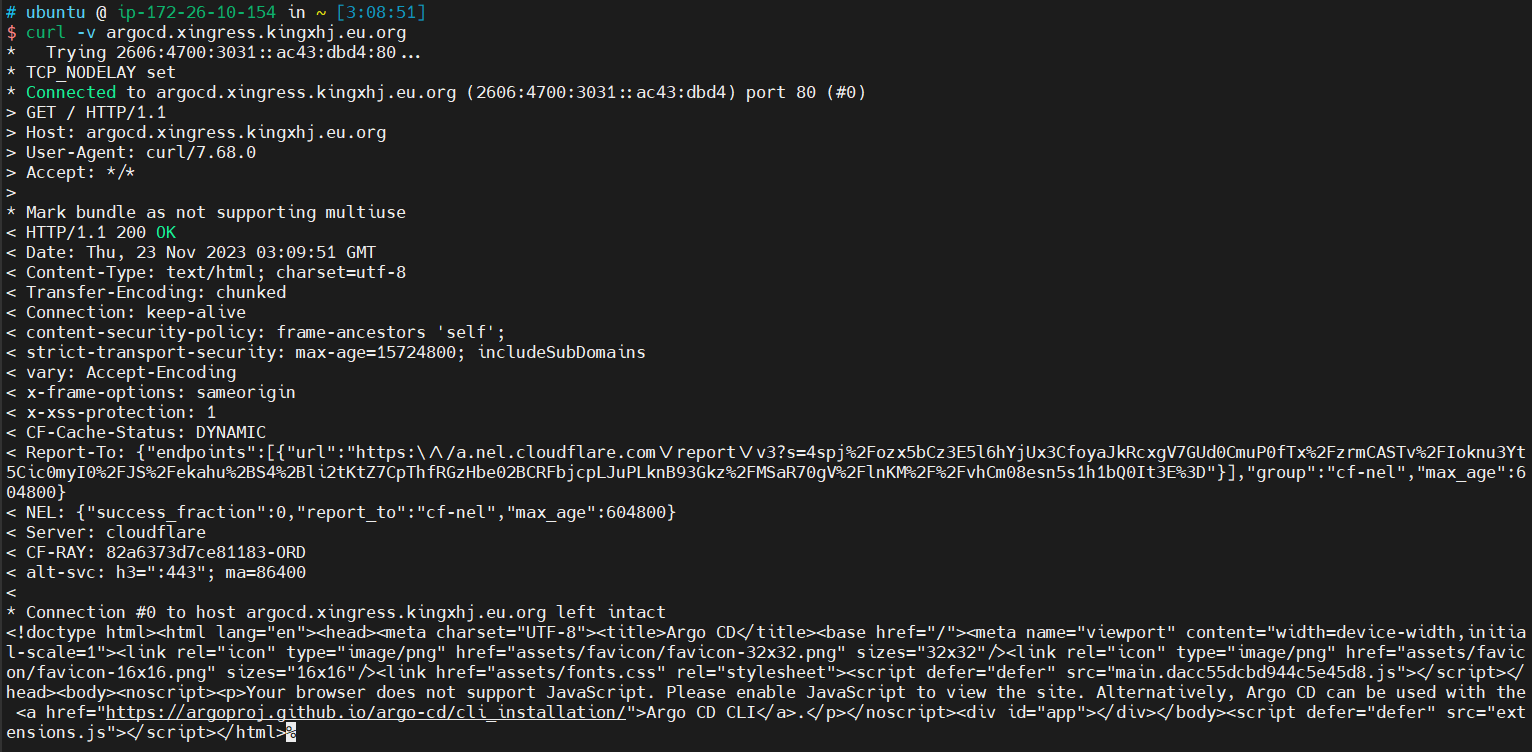 # ubuntu @ ip-172-26-10-154 in ~ [3:08:51]
$ curl -v argocd.xingress.kingxhj.eu.org
*   Trying 2606:4700:3031::ac43:dbd4:80...
* TCP_NODELAY set
* Connected to argocd.xingress.kingxhj.eu.org (2606:4700:3031::ac43:dbd4) port 80 (#0)
> GET / HTTP/1.1
> Host: argocd.xingress.kingxhj.eu.org
> User-Agent: curl/7.68.0
> Accept: */*
>
* Mark bundle as not supporting multiuse
< HTTP/1.1 200 OK
< Date: Thu, 23 Nov 2023 03:09:51 GMT
< Content-Type: text/html; charset=utf-8
< Transfer-Encoding: chunked
< Connection: keep-alive
< content-security-policy: frame-ancestors 'self';
< strict-transport-security: max-age=15724800; includeSubDomains
< vary: Accept-Encoding
< x-frame-options: sameorigin
< x-xss-protection: 1
< CF-Cache-Status: DYNAMIC
< Report-To: {"endpoints":[{"url":"https:\/\/a.nel.cloudflare.com\/report\/v3?s=4spj%2Fozx5bCz3E5l6hYjUx3CfoyaJkRcxgV7GUd0CmuP0fTx%2FzrmCASTv%2FIoknu3Yt
5Cic0myI0%2FJS%2Fekahu%2BS4%2Bli2tKtZ7CpThfRGzHbe02BCRFbjcpLJuPLknB93Gkz%2FMSaR70gV%2FlnKM%2F%2FvhCm08esn5s1h1bQ0It3E%3D"}],"group":"cf-nel","max_age":6
04800}
< NEL: {"success_fraction":0,"report_to":"cf-nel","max_age":604800}
< Server: cloudflare
< CF-RAY: 82a6373d7ce81183-ORD
< alt-svc: h3=":443"; ma=86400
<
* Connection #0 to host argocd.xingress.kingxhj.eu.org left intact
<!doctype html><html lang="en"><head><meta charset="UTF-8"><title>Argo CD</title><base href="/"><meta name="viewport" content="width=device-width,initia
l-scale=1"><link rel="icon" type="image/png" href="assets/favicon/favicon-32x32.png" sizes="32x32"/><link rel="icon" type="image/png" href="assets/favic
on/favicon-16x16.png" sizes="16x16"/><link href="assets/fonts.css" rel="stylesheet"><script defer="defer" src="main.dacc55dcbd944c5e45d8.js"></script></
head><body><noscript><p>Your browser does not support JavaScript. Please enable JavaScript to view the site. Alternatively, Argo CD can be used with the
 <a href="https://argoproj.github.io/argo-cd/cli_installation/">Argo CD CLI</a>.</p></noscript><div id="app"></div></body><script defer="defer" src="ext
ensions.js"></script></html>%